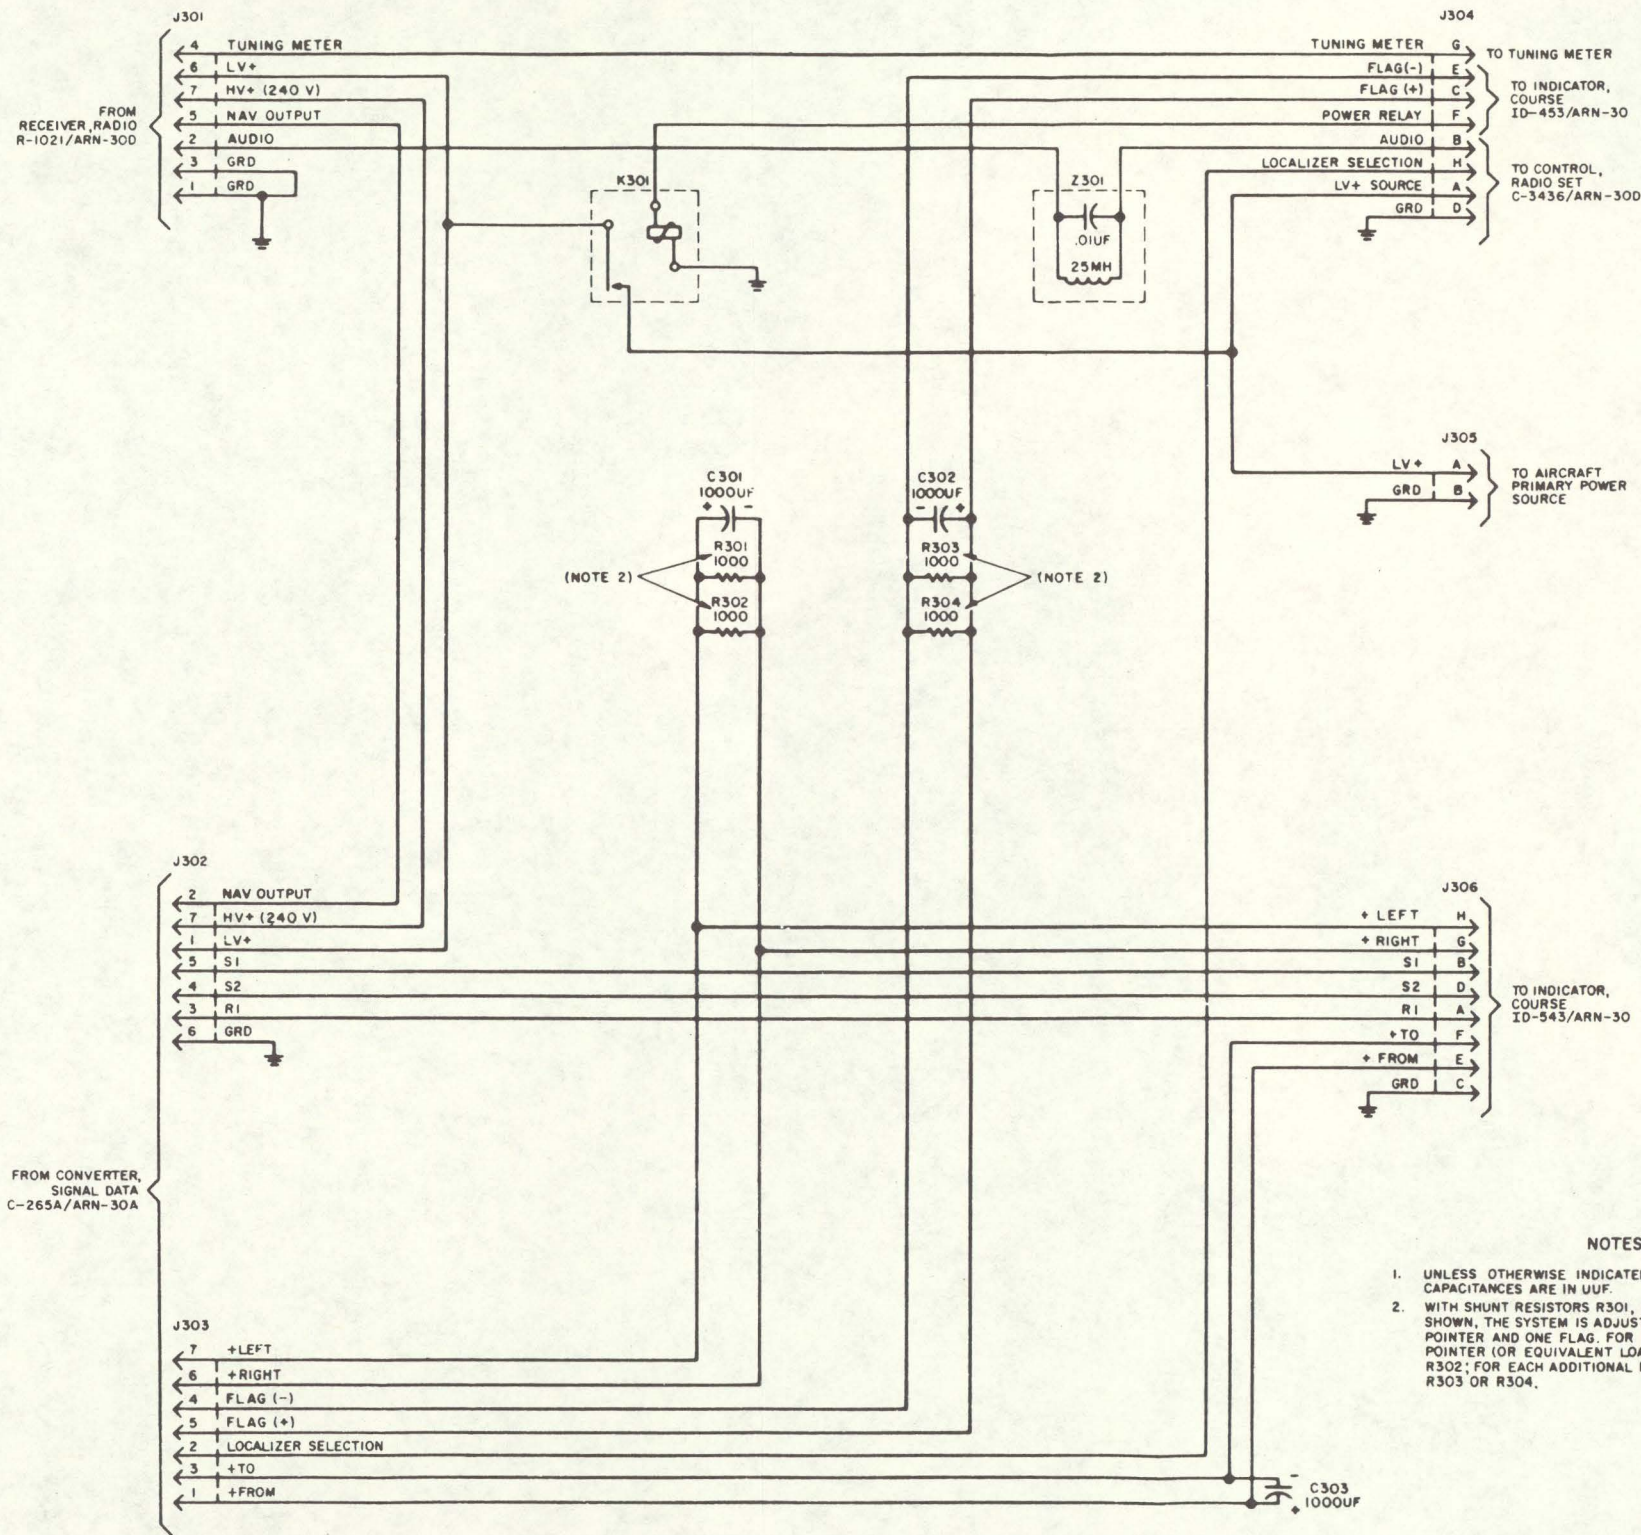 J301
4 TUNING METER
6 LV+
7 HV+ (240 V)
5 NAV OUTPUT
2 AUDIO
3 GRD
1 GRD
FROM
RECEIVER, RADIO
R-1021/ARN-30D
J304
TUNING METER G
FLAG(-) E
FLAG (+) C
POWER RELAY F
AUDIO B
LOCALIZER SELECTION H
LV+ SOURCE A
GRD D
TO TUNING METER
TO INDICATOR,
COURSE
ID-453/ARN-30
TO CONTROL,
RADIO SET
C-3436/ARN-30D
K301
Z301
.01UF
25MH
J305
LV+ A
GRD B
TO AIRCRAFT
PRIMARY POWER
SOURCE
C301
1000UF
+ -
R301
1000
R302
1000
(NOTE 2)
C302
1000UF
- +
R303
1000
R304
1000
(NOTE 2)
J302
2 NAV OUTPUT
7 HV+ (240 V)
1 LV+
5 S1
4 S2
3 R1
6 GRD
J306
+ LEFT H
+ RIGHT G
S1 B
S2 D
R1 A
+TO F
+ FROM E
GRD C
TO INDICATOR,
COURSE
ID-543/ARN-30
FROM CONVERTER,
SIGNAL DATA
C-265A/ARN-30A
J303
7 +LEFT
6 +RIGHT
4 FLAG (-)
5 FLAG (+)
2 LOCALIZER SELECTION
3 +TO
1 +FROM
-
C303
1000UF
+
NOTES
1. UNLESS OTHERWISE INDICATE
CAPACITANCES ARE IN UUF.
2. WITH SHUNT RESISTORS R301,
SHOWN, THE SYSTEM IS ADJUST
POINTER AND ONE FLAG. FOR
POINTER (OR EQUIVALENT LOA
R302; FOR EACH ADDITIONAL
R303 OR R304.